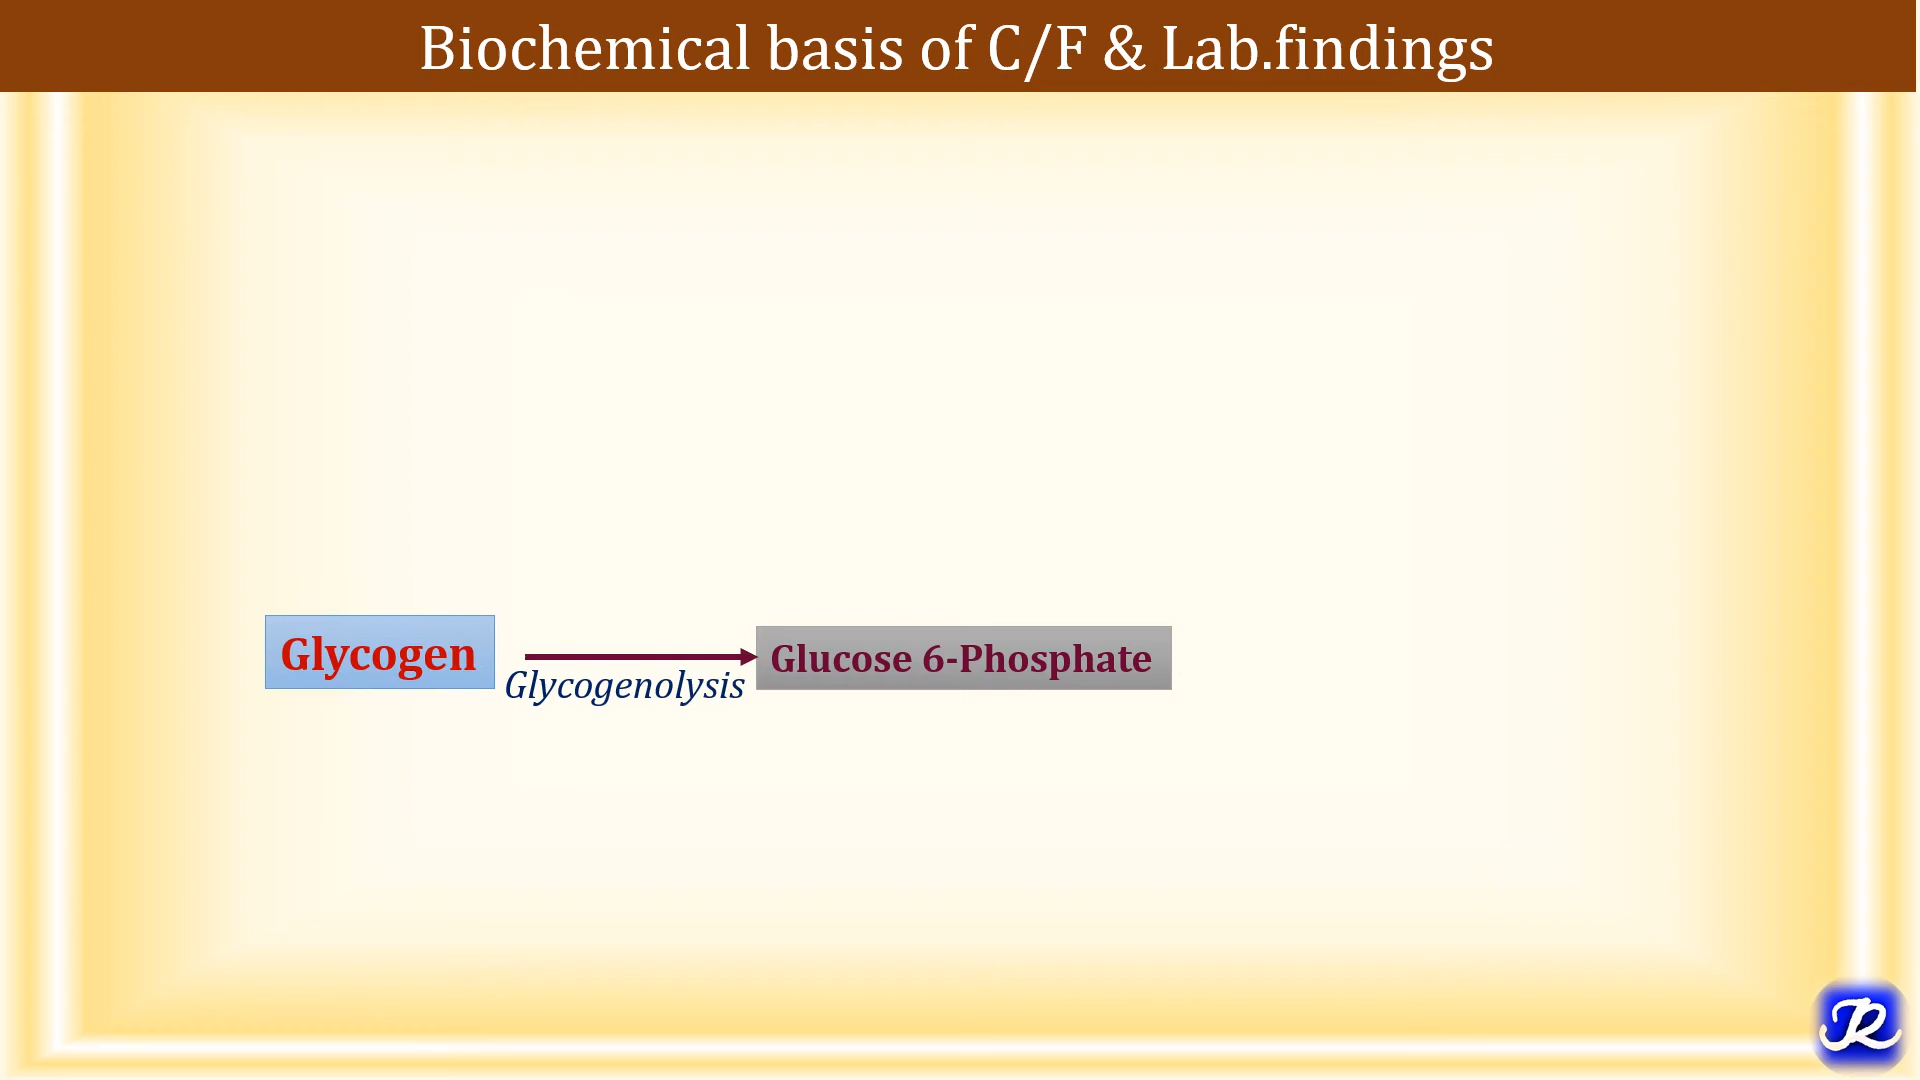 Biochemical basis of C/F & Lab.findings
Glycogen
Glycogenolysis
Glucose 6-Phosphate
R